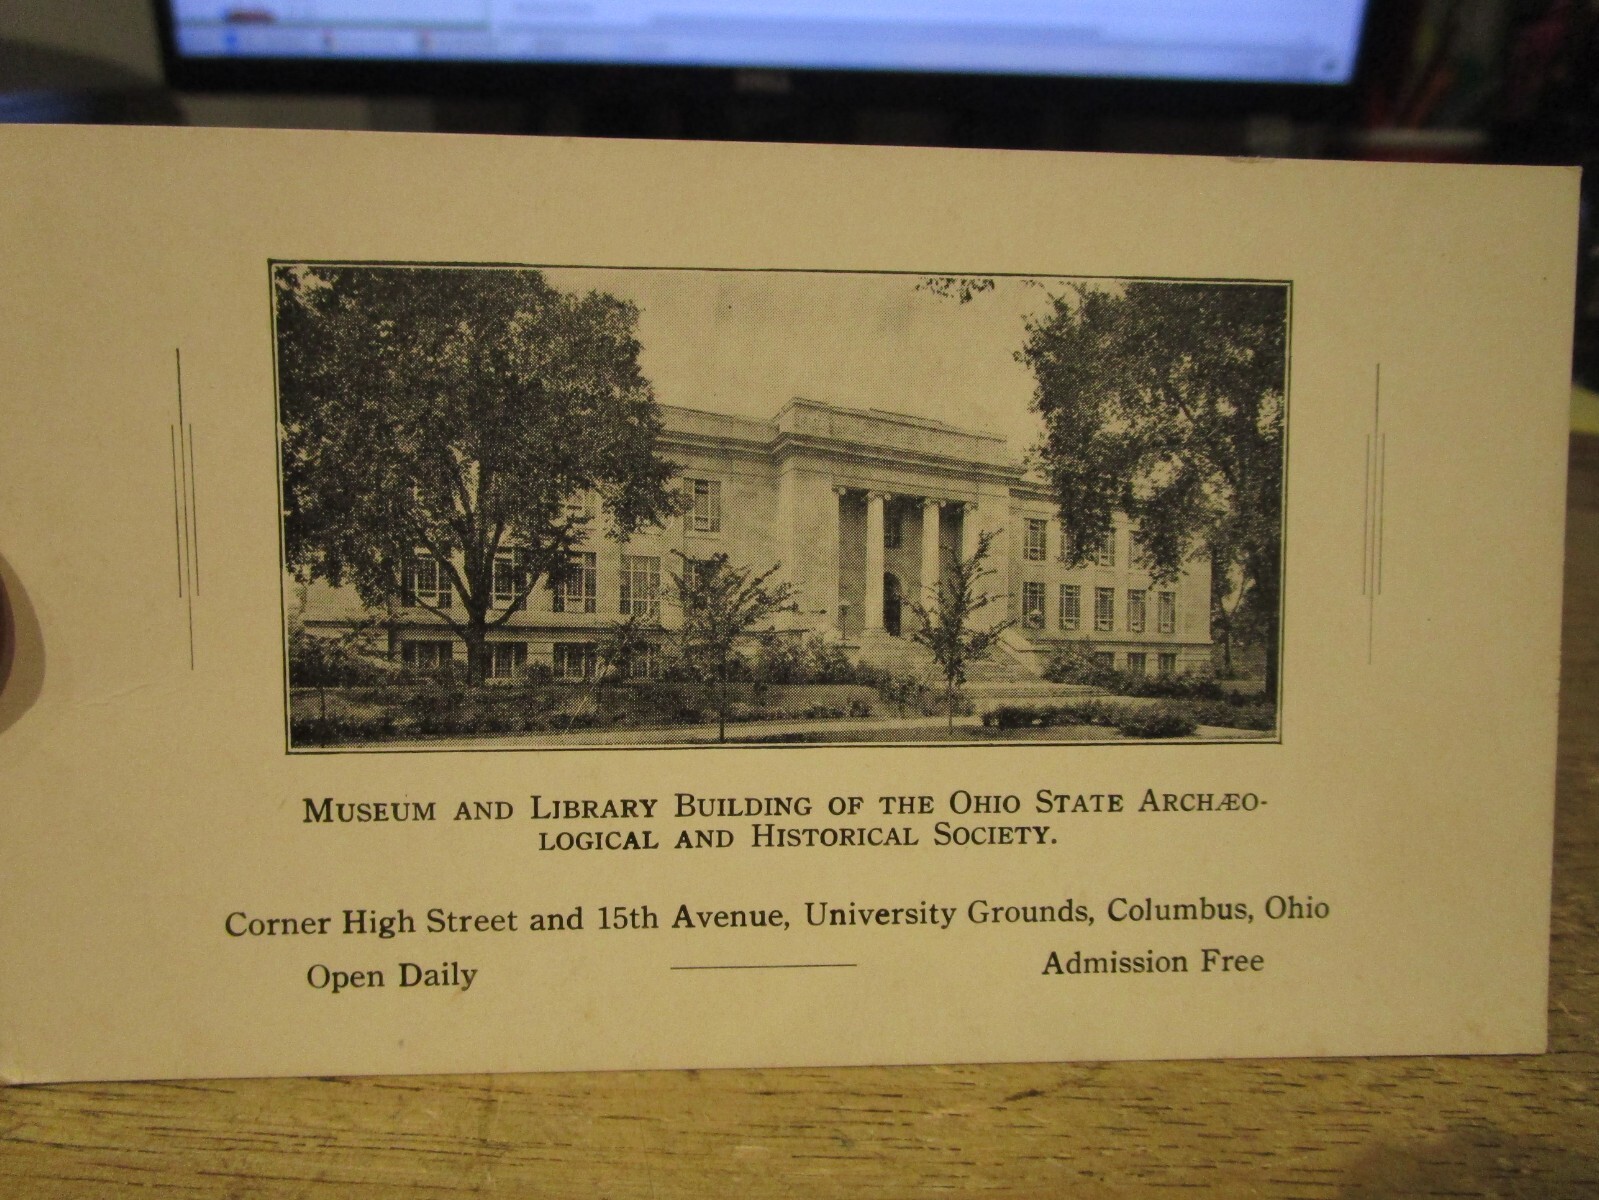 Museum and Library Building of the Ohio State Archæo-
logical and Historical Society.
Corner High Street and 15th Avenue, University Grounds, Columbus, Ohio
Open Daily
Admission Free